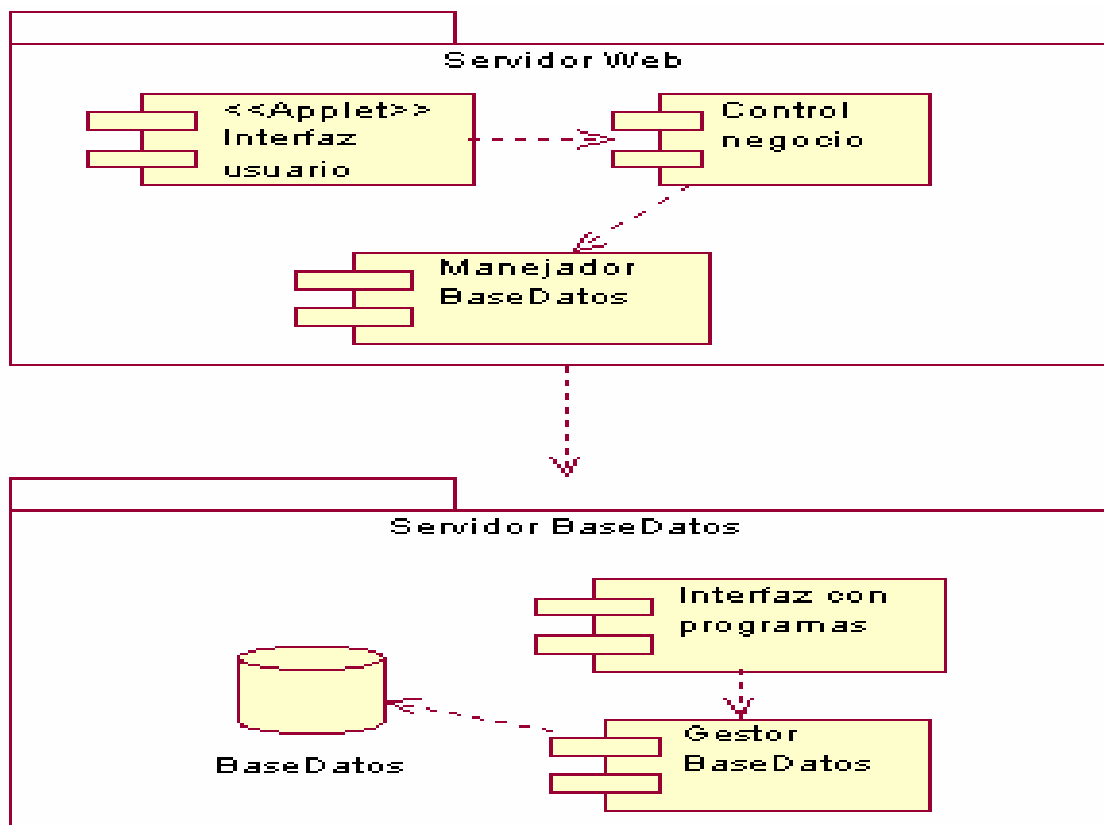 Servidor Web
<<Applet>>
Interfaz
usuario
Control
negocio
Manejador
BaseDatos
Servidor BaseDatos
Interfaz con
programas
Gestor
BaseDatos
BaseDatos